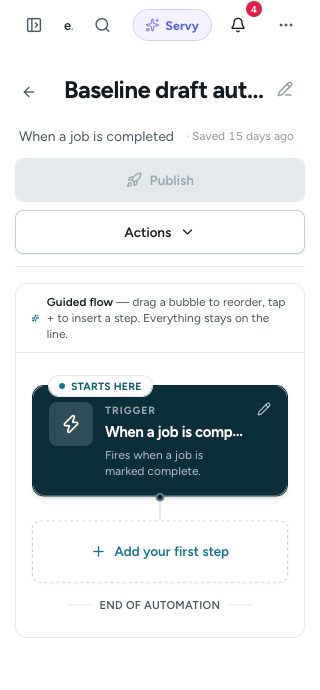 e.
Servy
4
Baseline draft aut...
When a job is completed · Saved 15 days ago
Publish
Actions
Guided flow — drag a bubble to reorder, tap
+ to insert a step. Everything stays on the
line.
STARTS HERE
TRIGGER
When a job is comp...
Fires when a job is
marked complete.
+ Add your first step
END OF AUTOMATION